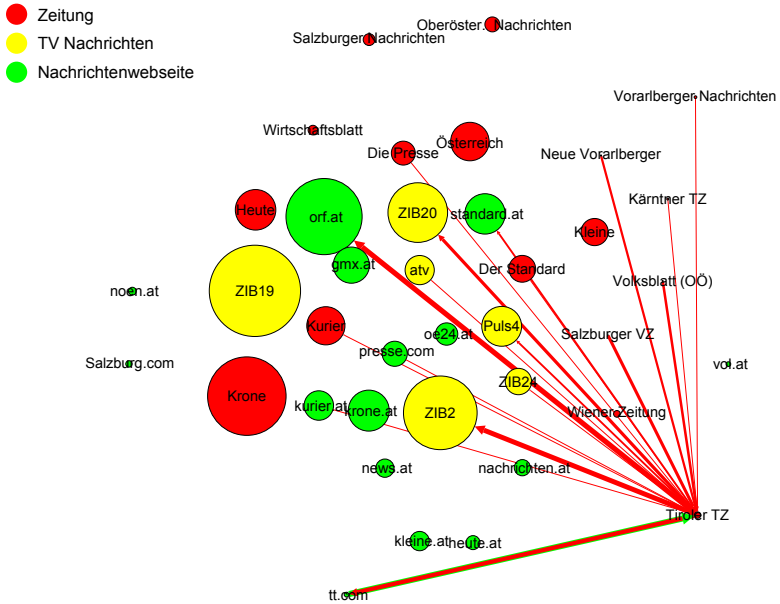 Zeitung
TV Nachrichten
Nachrichtenwebseite
Oberöster. Nachrichten
Salzburger Nachrichten
Vorarlberger Nachrichten
Wirtschaftsblatt
Österreich
Die Presse
Neue Vorarlberger
Kärntner TZ
Heute
orf.at
ZIB20
standard.at
Kleine
gmx.at
atv
Der Standard
Volksblatt (OÖ)
noen.at
ZIB19
Kurier
oe24.at
Puls4
Salzburger VZ
presse.com
Salzburg.com
vol.at
ZIB24
Krone
kurier.at
krone.at
ZIB2
Wiener Zeitung
news.at
nachrichten.at
Tiroler TZ
kleine.at
heute.at
tt.com